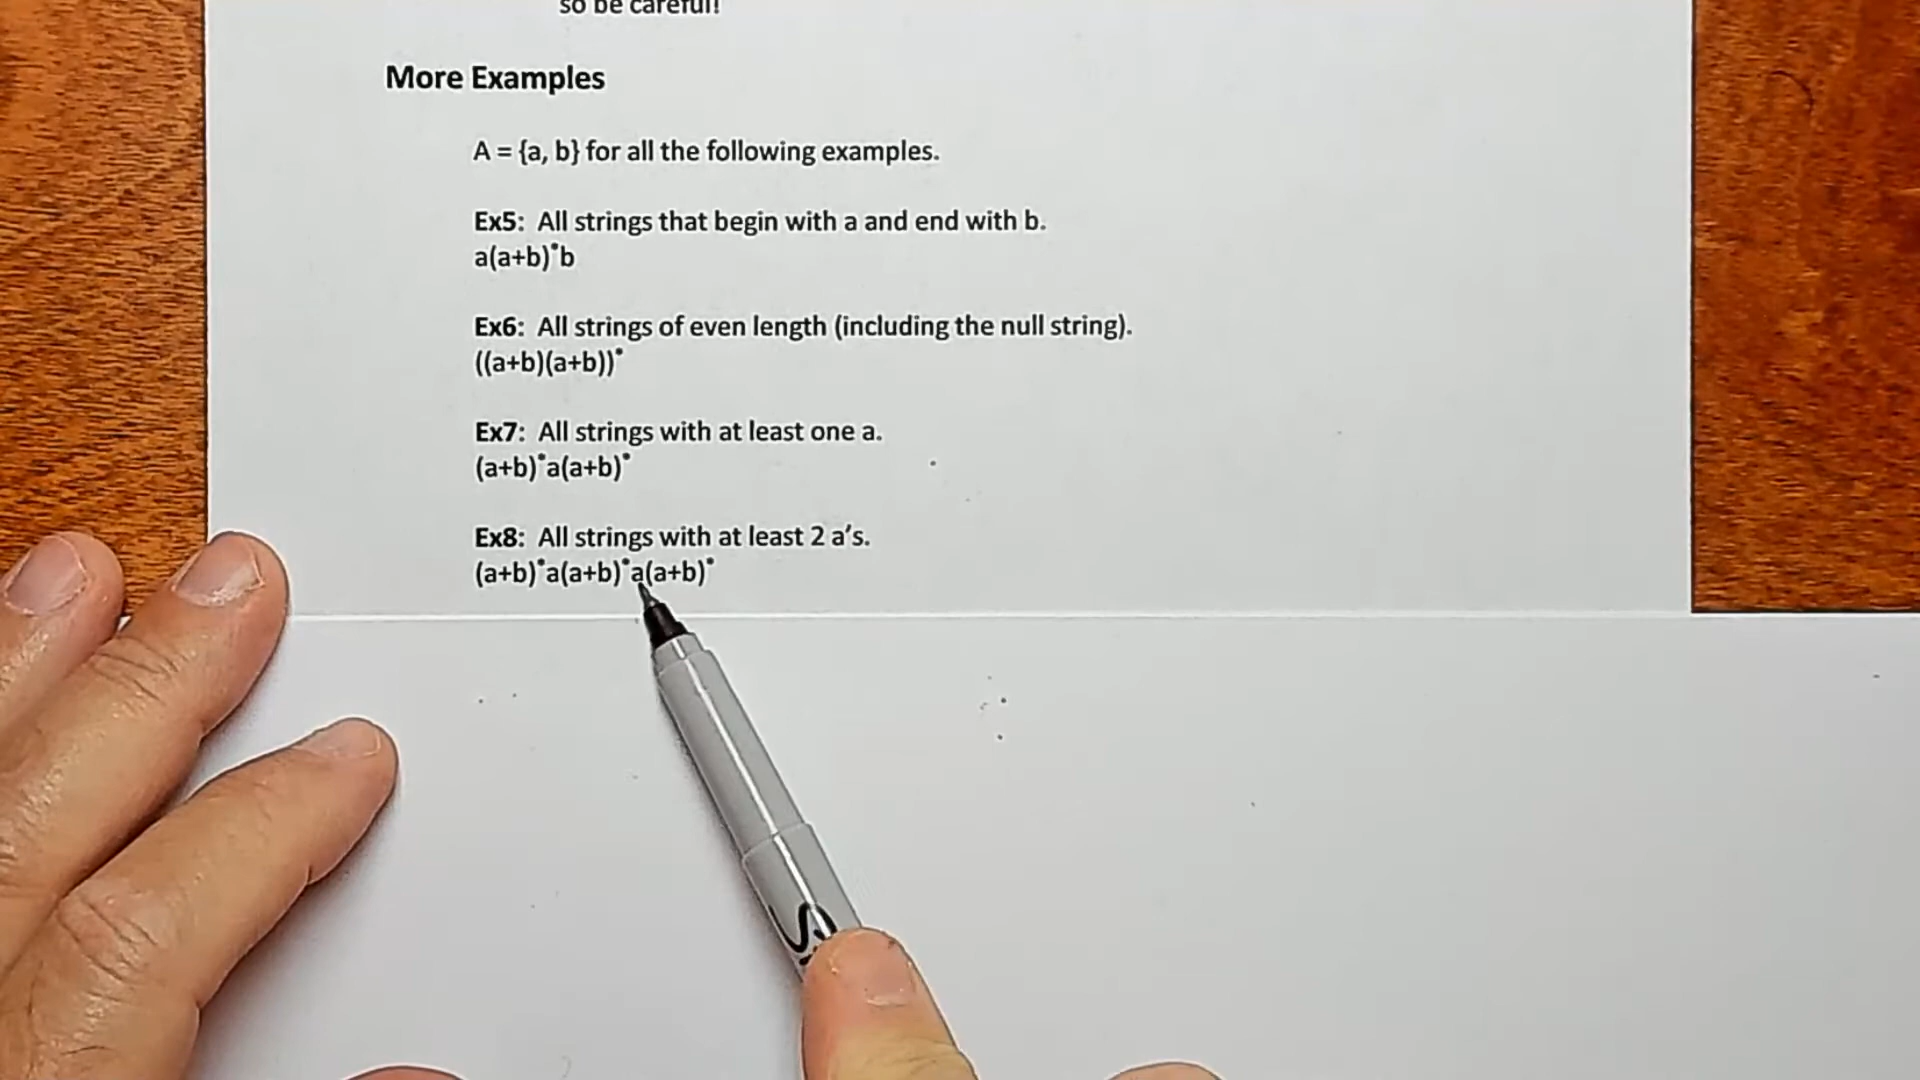 so be careful!
More Examples
A = {a, b} for all the following examples.
Ex5: All strings that begin with a and end with b.
a(a+b)*b
Ex6: All strings of even length (including the null string).
((a+b)(a+b))*
Ex7: All strings with at least one a.
(a+b)*a(a+b)*
Ex8: All strings with at least 2 a’s.
(a+b)*a(a+b)*a(a+b)*